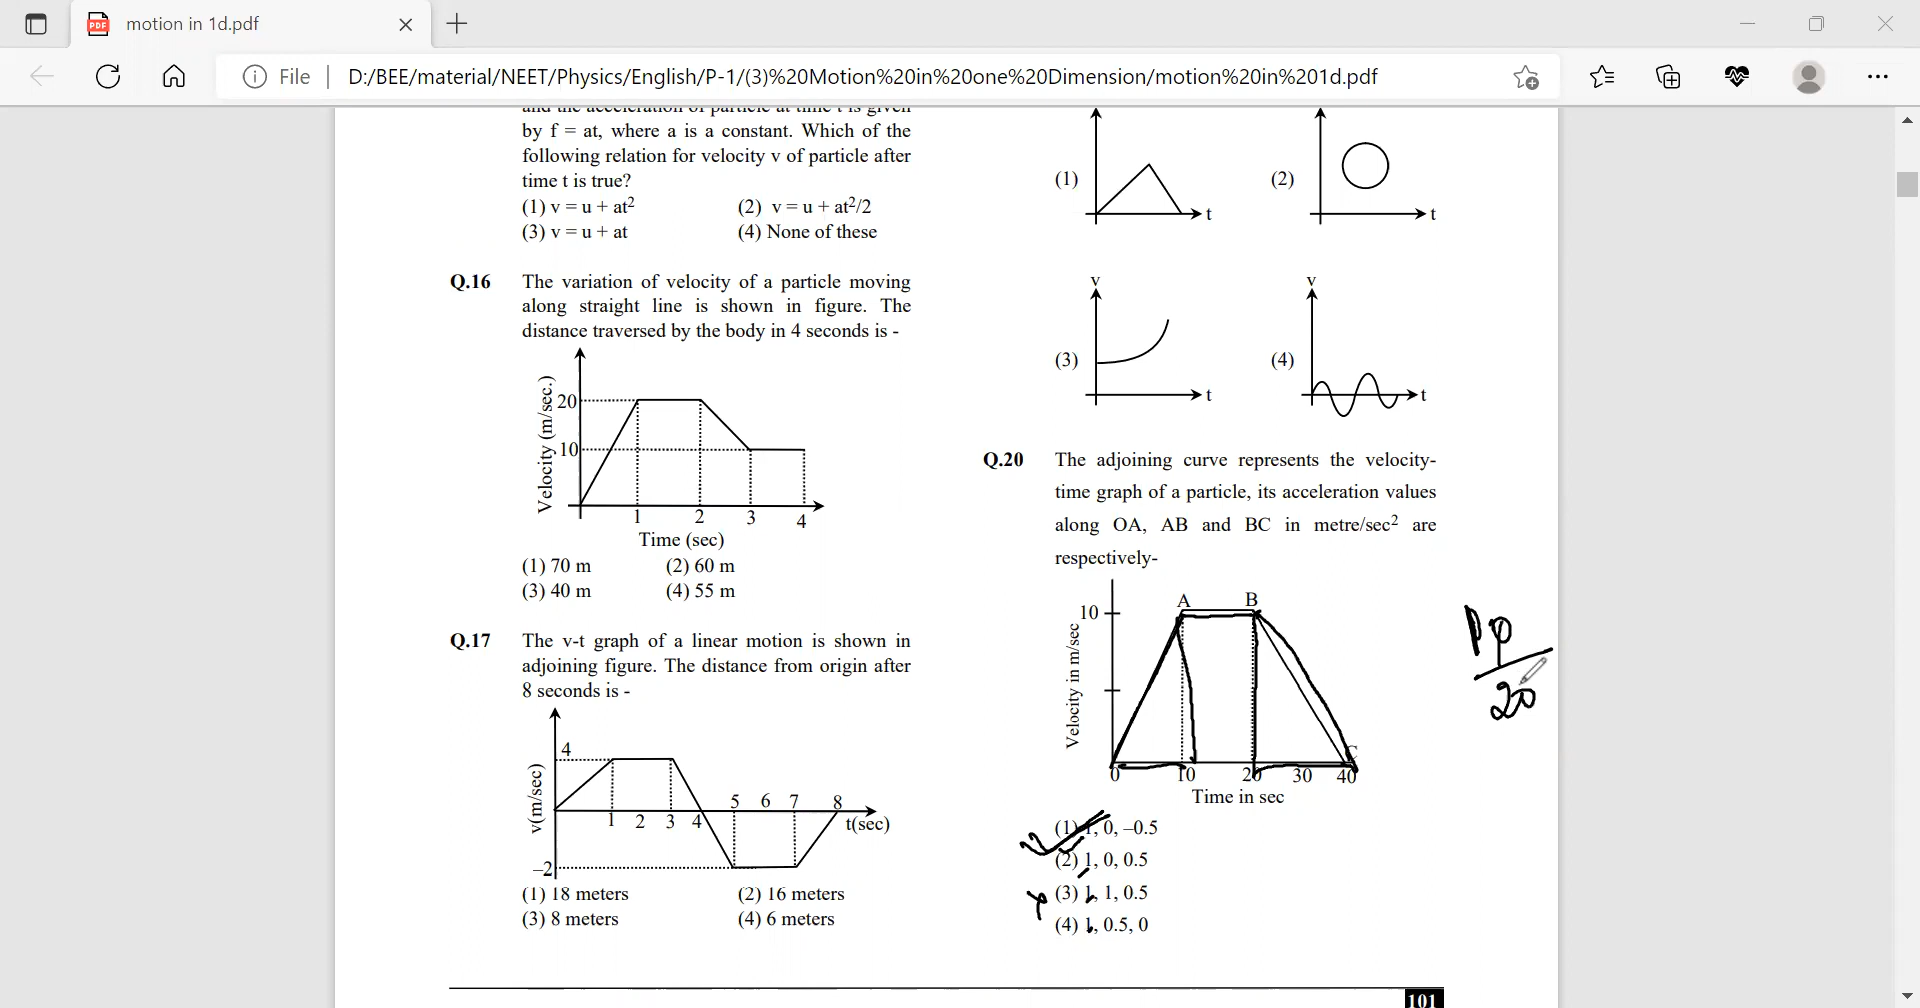 motion in 1d.pdf
File
D:/BEE/material/NEET/Physics/English/P-1/(3)%20Motion%20in%20one%20Dimension/motion%20in%201d.pdf
and the acceleration of particle at time t is given
by f = at, where a is a constant. Which of the
following relation for velocity v of particle after
time t is true?
(1) v = u + at²
(2) v = u + at²/2
(3) v = u + at
(4) None of these
Q.16 The variation of velocity of a particle moving
along straight line is shown in figure. The
distance traversed by the body in 4 seconds is -
Velocity (m/sec.)
20
10
1 2 3 4
Time (sec)
(1) 70 m (2) 60 m
(3) 40 m (4) 55 m
Q.17 The v-t graph of a linear motion is shown in
adjoining figure. The distance from origin after
8 seconds is -
v(m/sec)
4
5 6 7 8
1 2 3 4
t(sec)
–2
(1) 18 meters (2) 16 meters
(3) 8 meters (4) 6 meters
(1) t
(2) t
v
(3) t
v
(4) t
Q.20 The adjoining curve represents the velocity-
time graph of a particle, its acceleration values
along OA, AB and BC in metre/sec² are
respectively-
A B
10
Velocity in m/sec
C
0 10 20 30 40
Time in sec
20
(1) 1, 0, –0.5
(2) 1, 0, 0.5
(3) 1, 1, 0.5
(4) 1, 0.5, 0
101